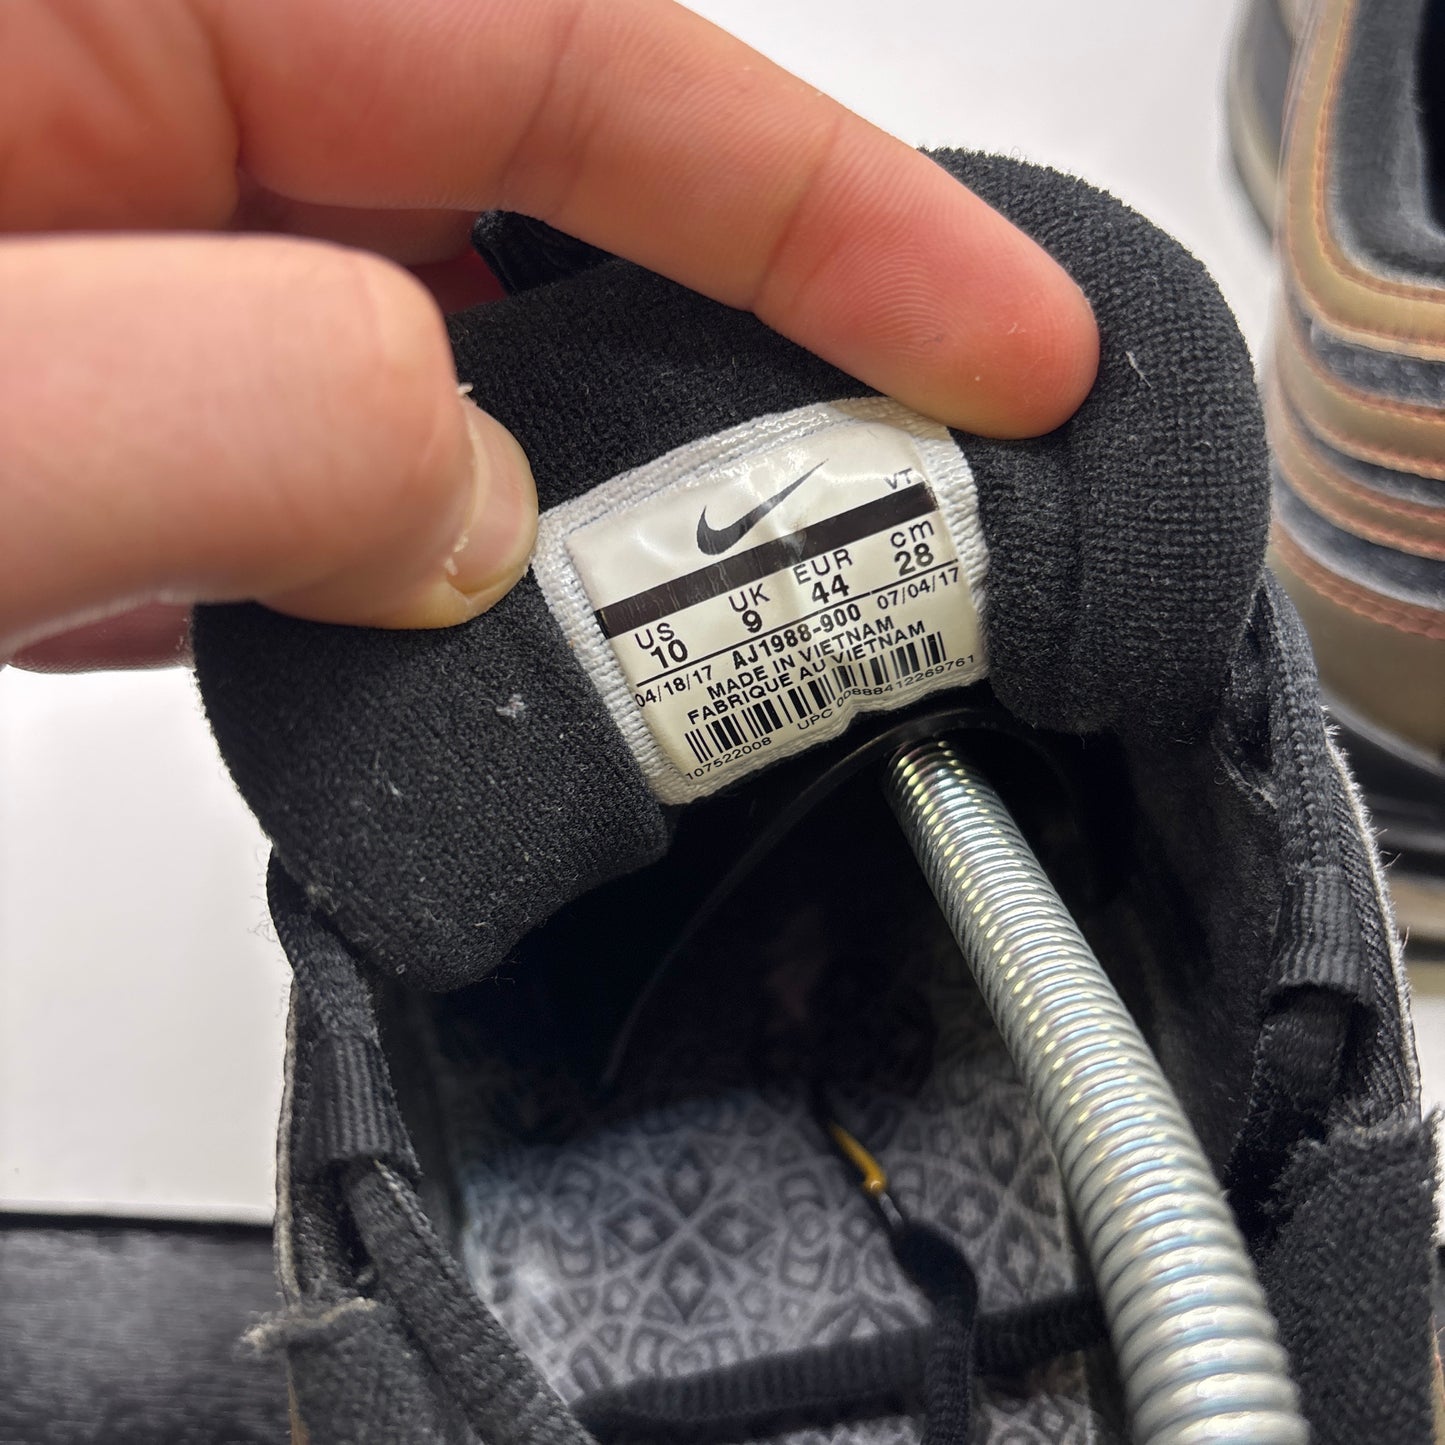 VT
US UK EUR cm
10 9 44 28
04/18/17 AJ1988-900 07/04/17
MADE IN VIETNAM
FABRIQUE AU VIETNAM
107522008 UPC 00888412269761